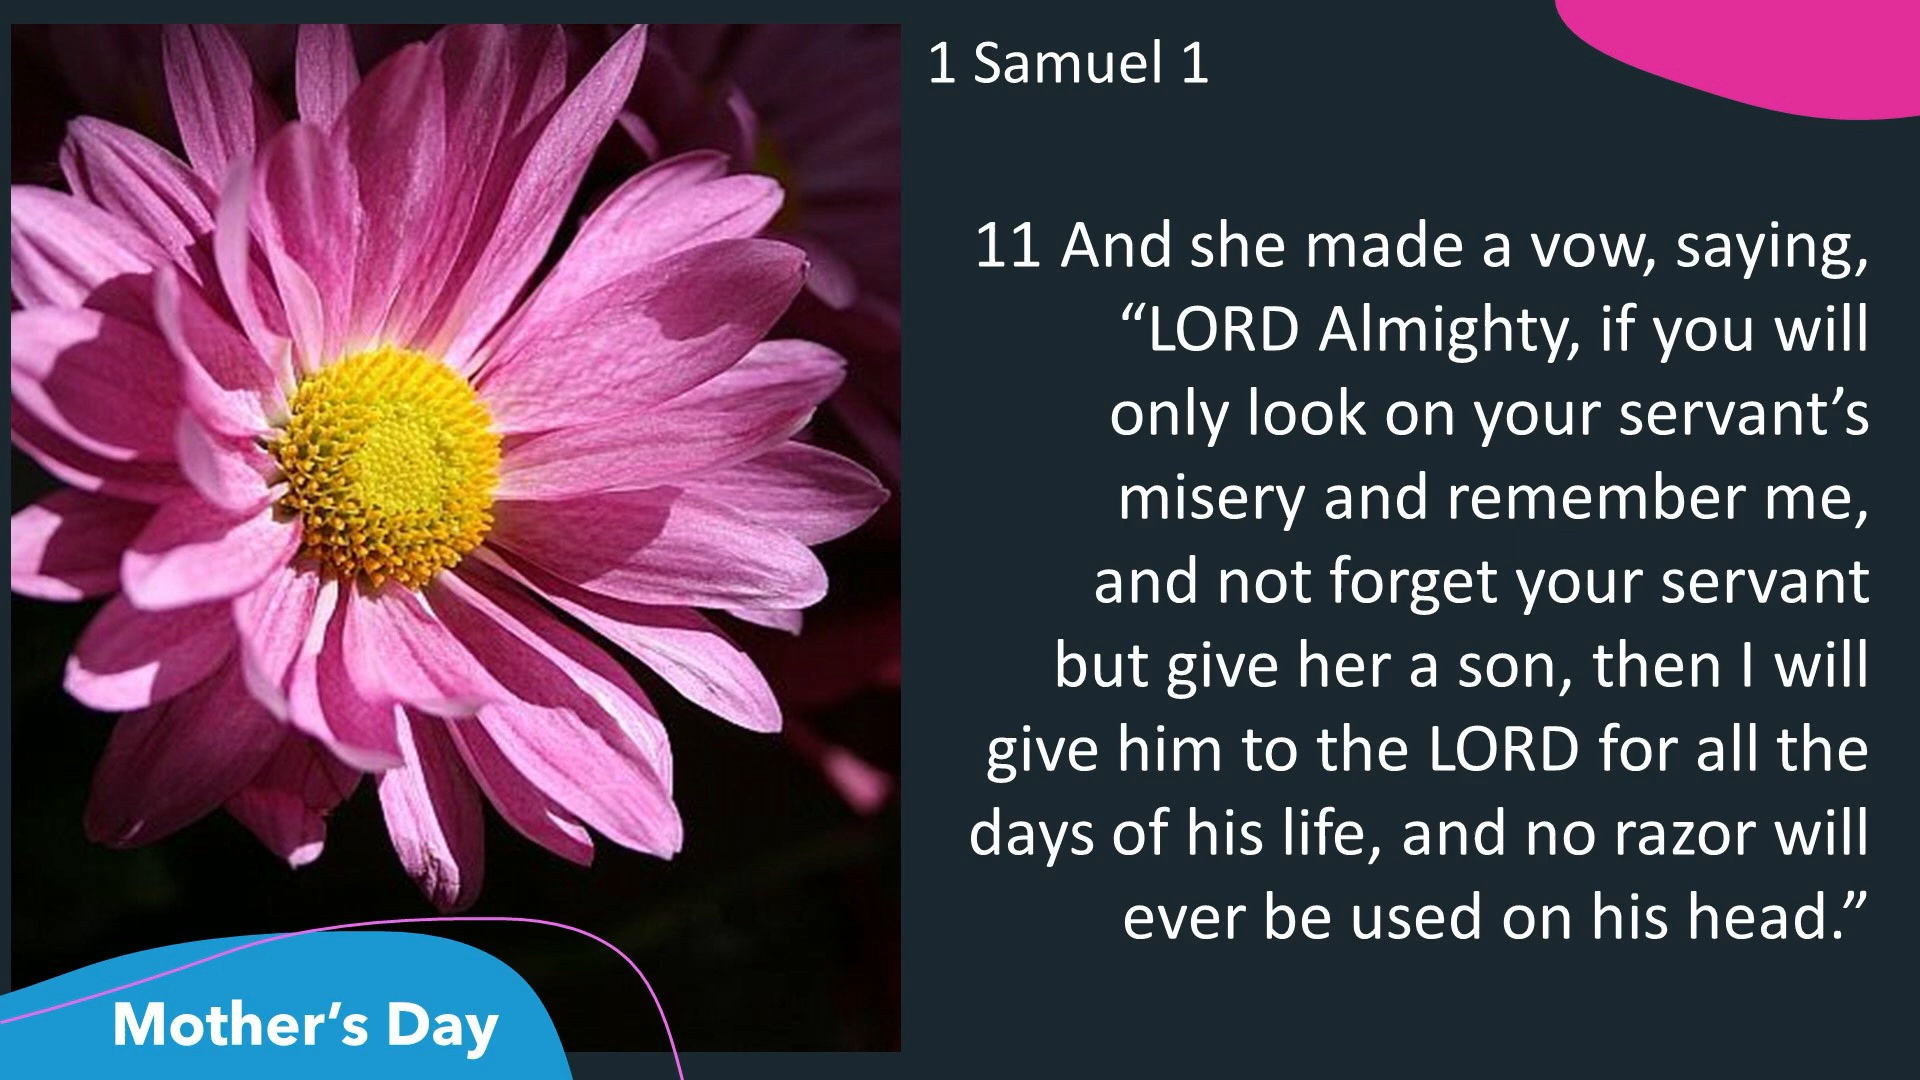 1 Samuel 1
11 And she made a vow, saying,
“LORD Almighty, if you will
only look on your servant’s
misery and remember me,
and not forget your servant
but give her a son, then I will
give him to the LORD for all the
days of his life, and no razor will
ever be used on his head.”
Mother’s Day